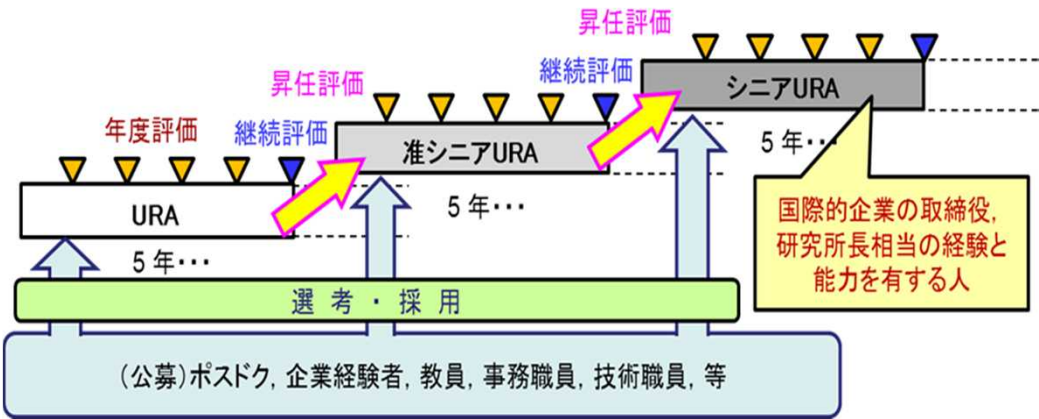 昇任評価
継続評価
シニアURA
5 年･･･
昇任評価
准シニアURA
5 年･･･
年度評価
継続評価
URA
5 年･･･
国際的企業の取締役,
研究所長相当の経験と
能力を有する人
選 考 ・ 採 用
（公募）ポスドク, 企業経験者, 教員, 事務職員, 技術職員, 等